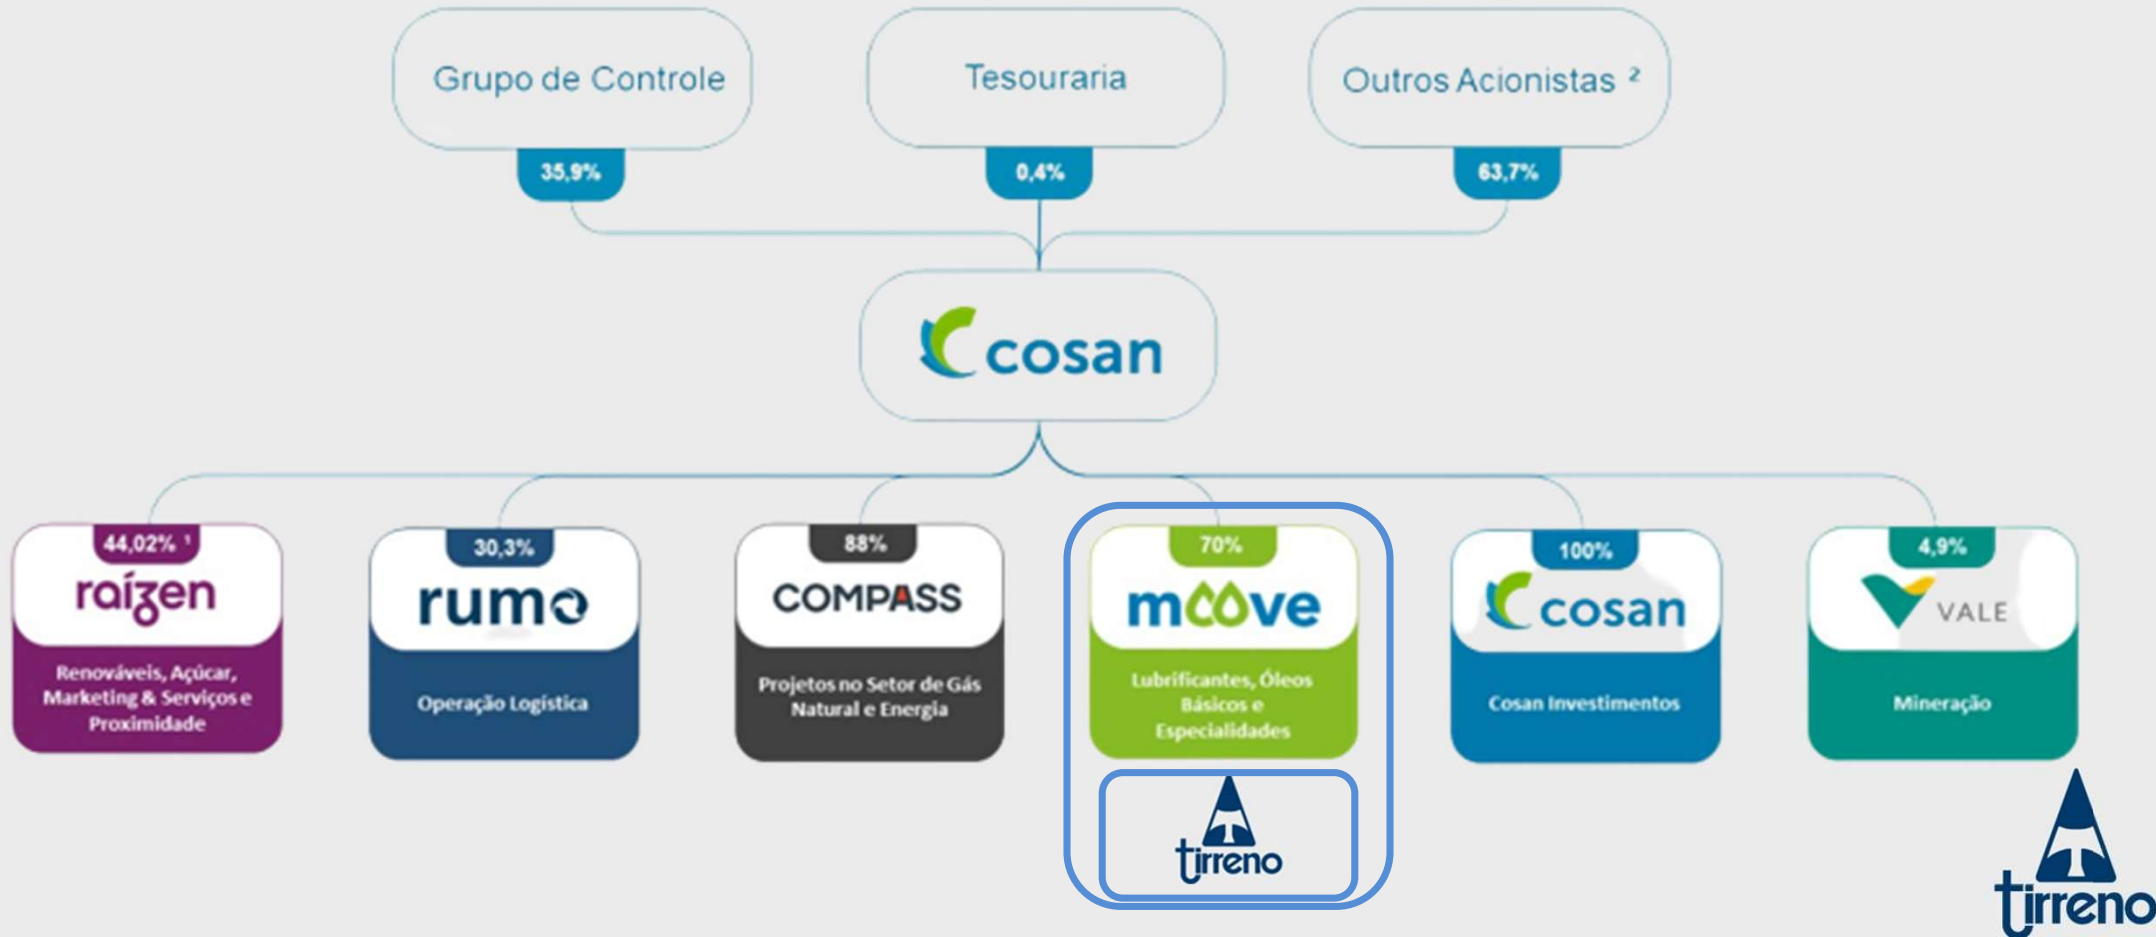 Grupo de Controle
Tesouraria
Outros Acionistas ²
35,9%
0,4%
63,7%
cosan
44,02% ¹
raízen
Renováveis, Açúcar,
Marketing & Serviços e
Proximidade
30,3%
rumo
Operação Logística
88%
COMPASS
Projetos no Setor de Gás
Natural e Energia
70%
moove
Lubrificantes, Óleos
Básicos e
Especialidades
tirreno
100%
cosan
Cosan Investimentos
4,9%
VALE
Mineração
tirreno